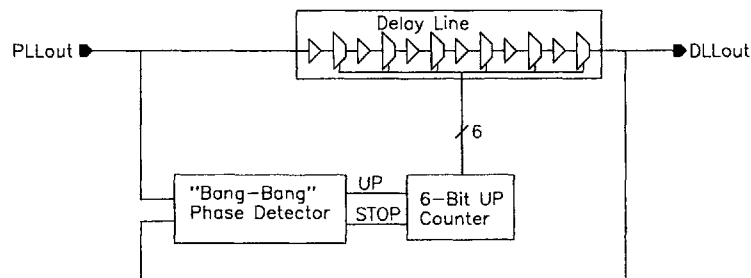 Delay Line
PLLout
DLLout
6
"Bang-Bang"
Phase Detector
UP
STOP
6-Bit UP
Counter